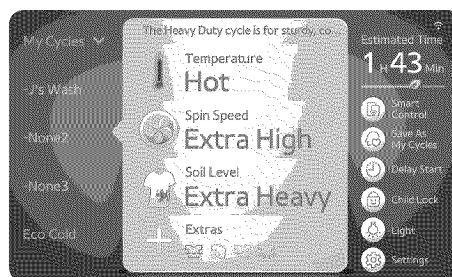 The Heavy Duty cycle is for sturdy, co...
My Cycles
-J's Wash
-None2
-None3
Eco Cold
Temperature
Hot
Spin Speed
Extra High
Soil Level
Extra Heavy
Extras
Estimated Time
1 H 43 Min
Smart
Control
Save As
My Cycles
Delay Start
Child Lock
Light
Settings